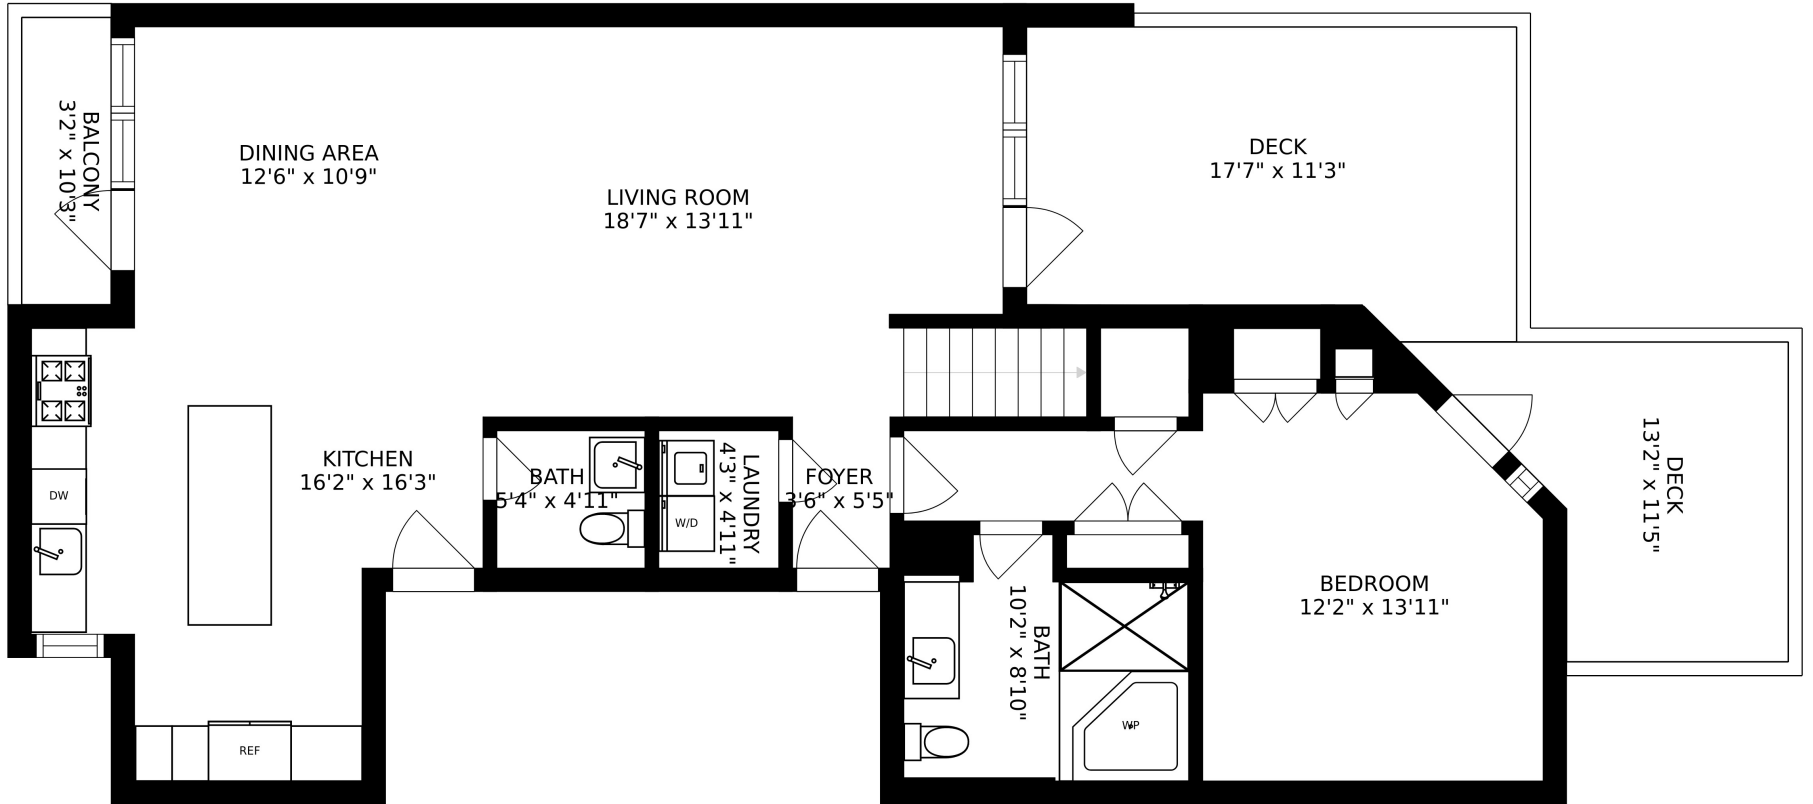 BALCONY
3'2" x 10'3"
DINING AREA
12'6" x 10'9"
LIVING ROOM
18'7" x 13'11"
DECK
17'7" x 11'3"
KITCHEN
16'2" x 16'3"
DW
REF
BATH
5'4" x 4'11"
W/D
LAUNDRY
4'3" x 4'11"
FOYER
3'6" x 5'5"
BATH
10'2" x 8'10"
WP
BEDROOM
12'2" x 13'11"
DECK
13'2" x 11'5"